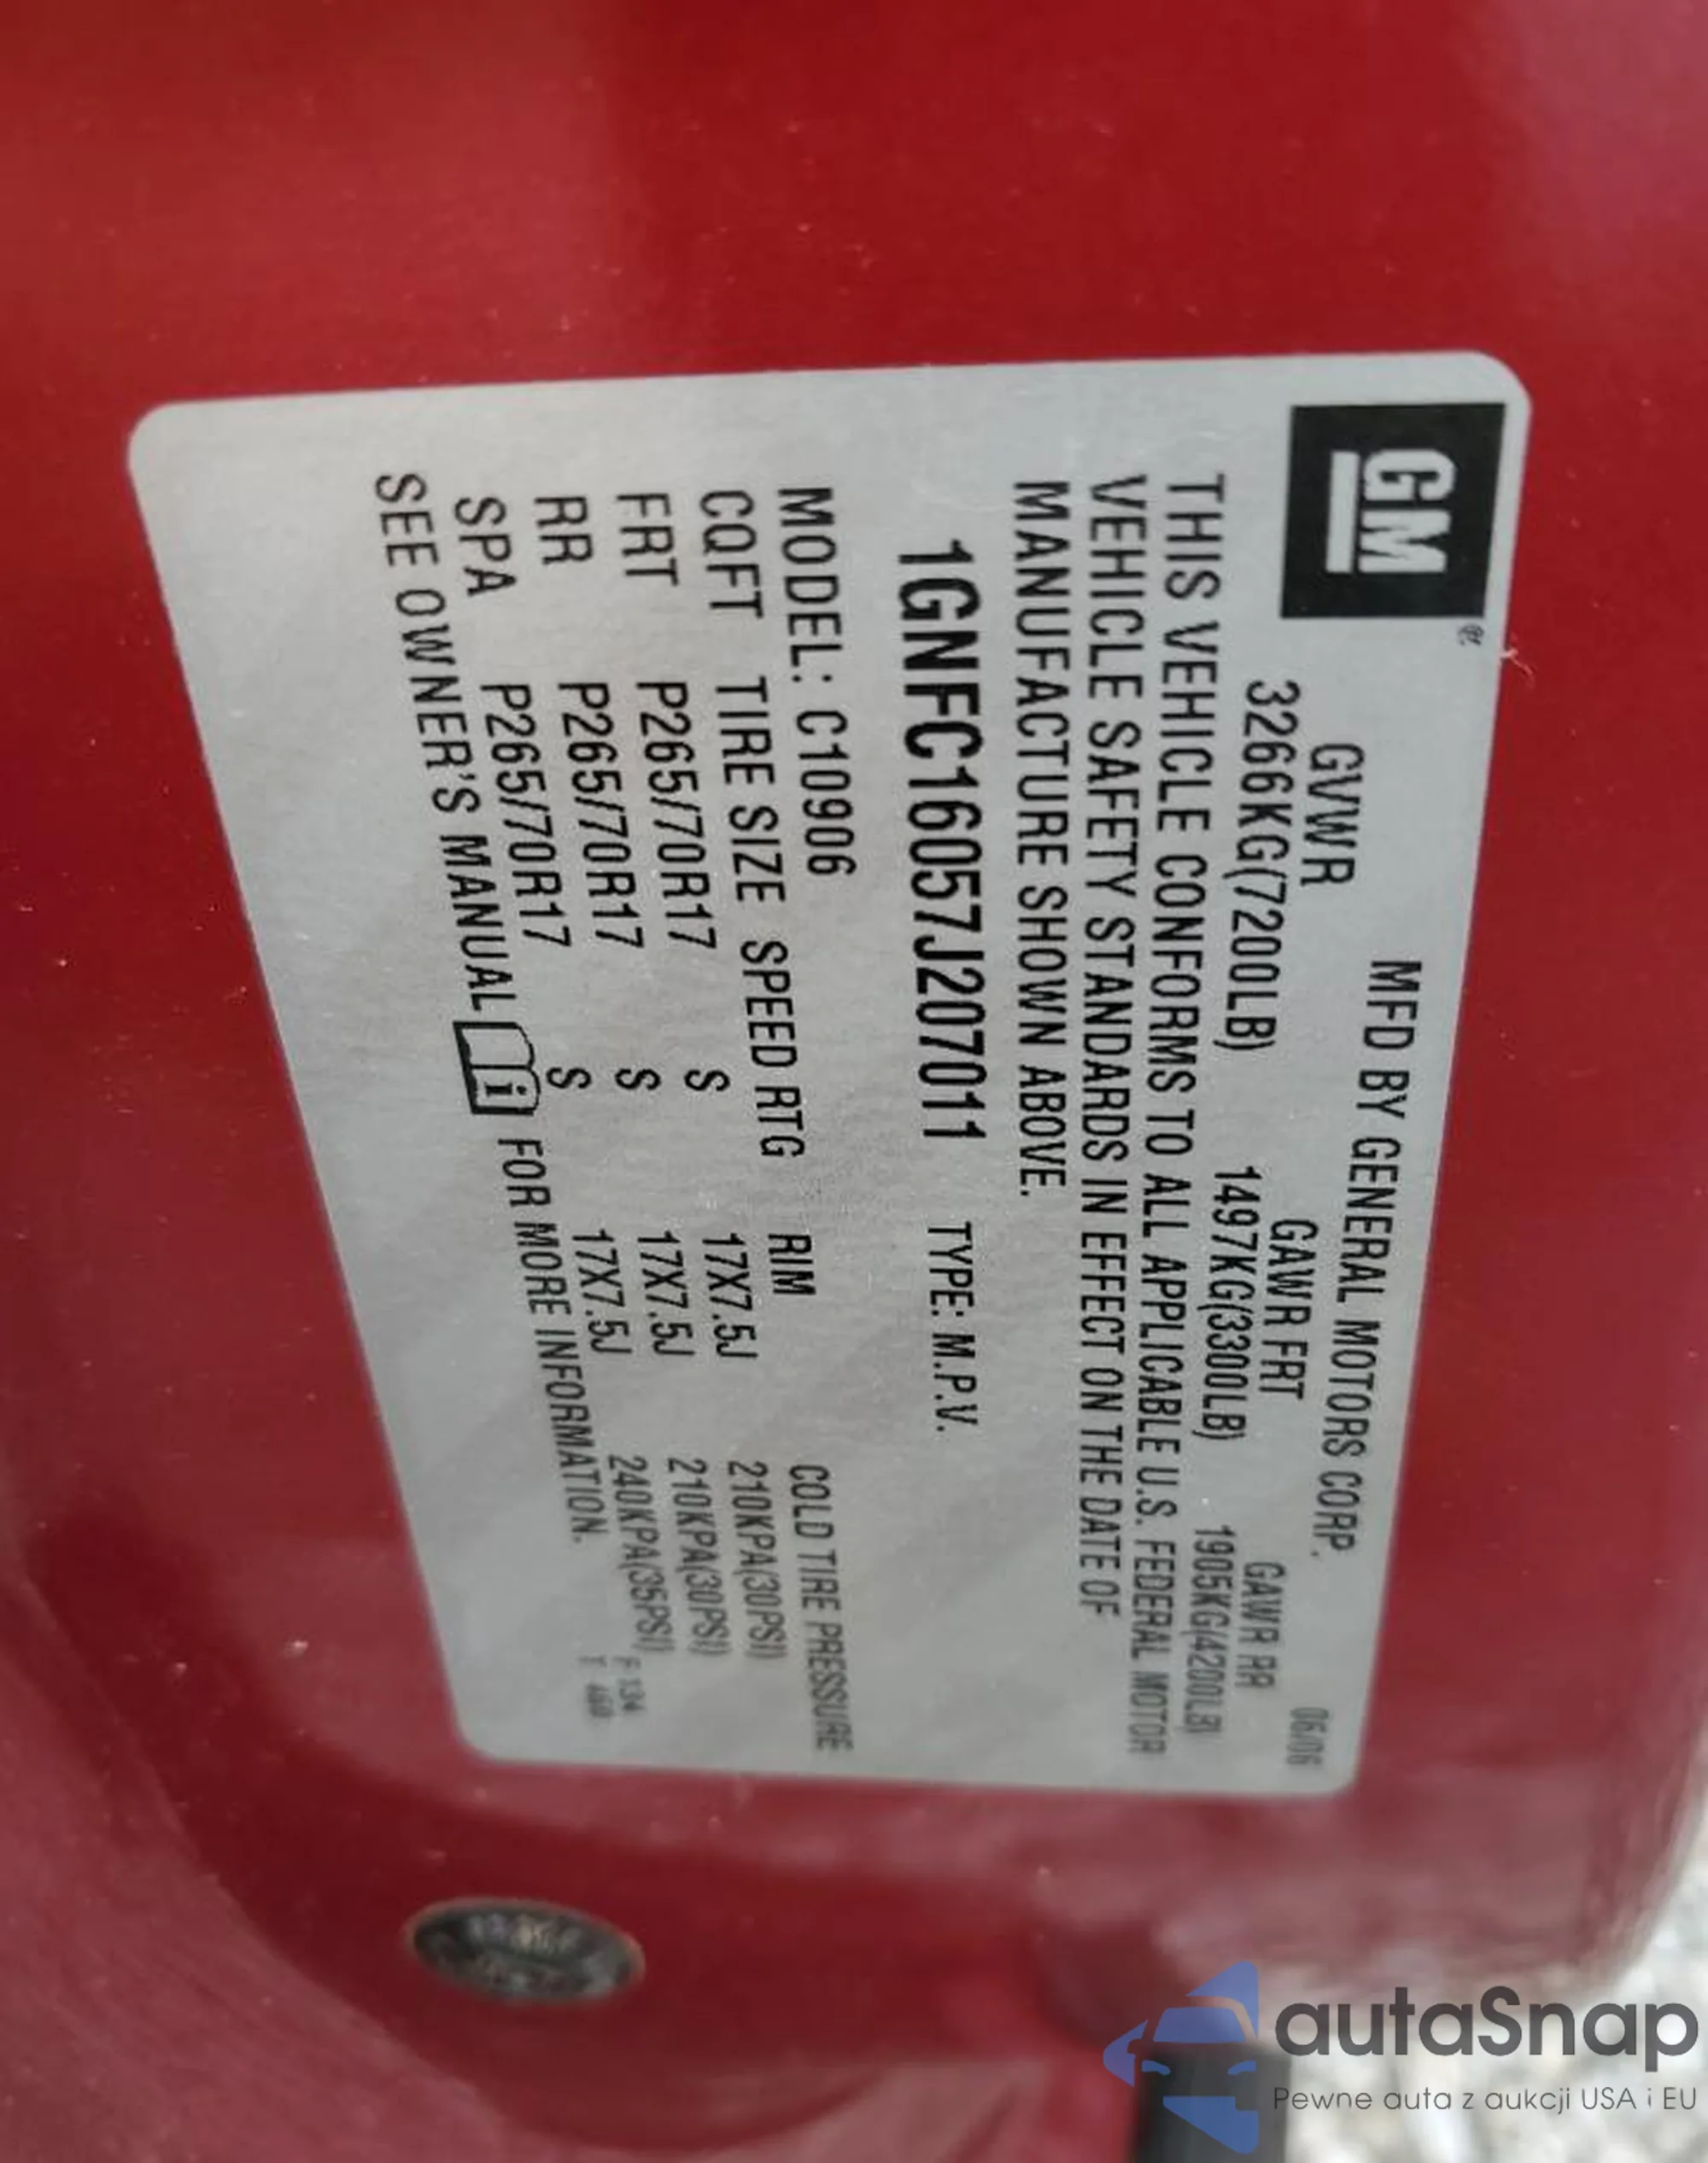 GM®
MFD BY GENERAL MOTORS CORP.
06/06
GVWR GAWR FRT GAWR RR
3266KG(7200LB) 1497KG(3300LB) 1905KG(4200LB)
THIS VEHICLE CONFORMS TO ALL APPLICABLE U.S. FEDERAL MOTOR
VEHICLE SAFETY STANDARDS IN EFFECT ON THE DATE OF
MANUFACTURE SHOWN ABOVE.
1GNFC16057J207011 TYPE: M.P.V.
MODEL: C10906
CQFT TIRE SIZE SPEED RTG RIM COLD TIRE PRESSURE
FRT P265/70R17 S 17X7.5J 210KPA(30PSI)
RR P265/70R17 S 17X7.5J 210KPA(30PSI)
SPA P265/70R17 S 17X7.5J 240KPA(35PSI)
SEE OWNER'S MANUAL i FOR MORE INFORMATION.
autaSnap
Pewne auta z aukcji USA i EU